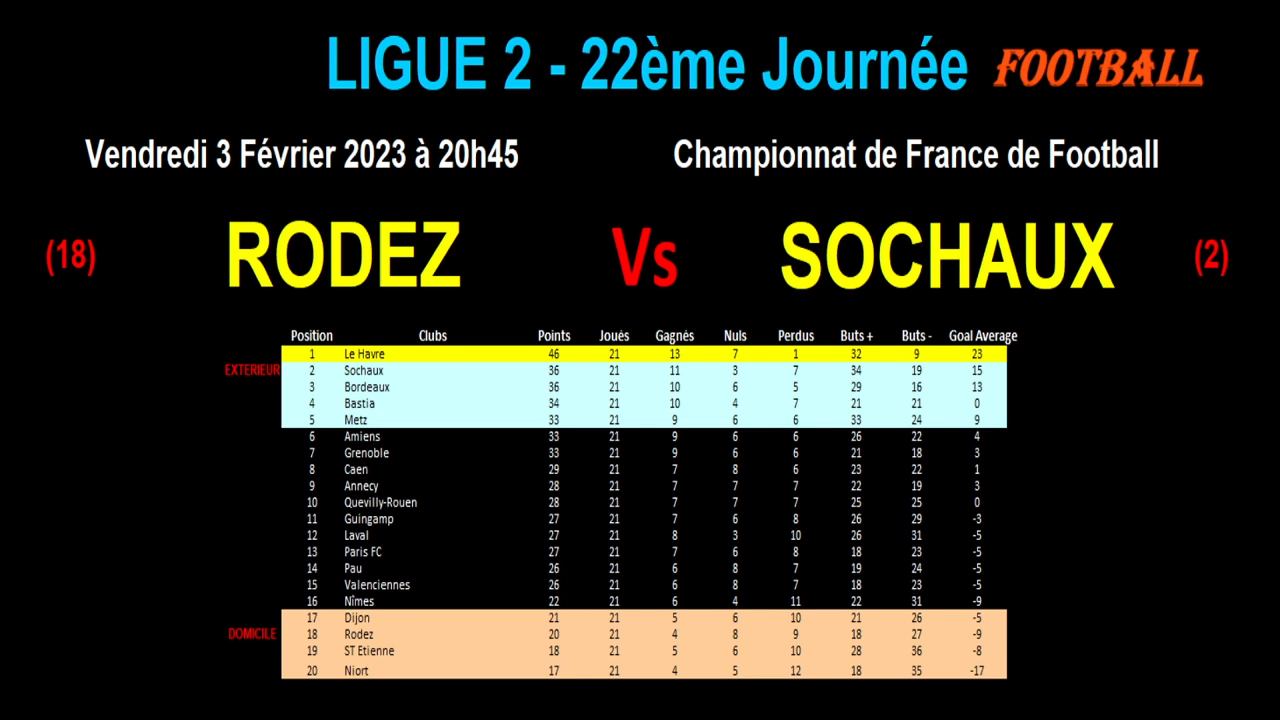 LIGUE 2 - 22ème Journée FOOTBALL
Vendredi 3 Février 2023 à 20h45 Championnat de France de Football
(18) RODEZ Vs SOCHAUX (2)
Position Clubs Points Joués Gagnés Nuls Perdus Buts + Buts - Goal Average
1 Le Havre 46 21 13 7 1 32 9 23
EXTERIEUR 2 Sochaux 36 21 11 3 7 34 19 15
3 Bordeaux 36 21 10 6 5 29 16 13
4 Bastia 34 21 10 4 7 21 21 0
5 Metz 33 21 9 6 6 33 24 9
6 Amiens 33 21 9 6 6 26 22 4
7 Grenoble 33 21 9 6 6 21 18 3
8 Caen 29 21 7 8 6 23 22 1
9 Annecy 28 21 7 7 7 22 19 3
10 Quevilly-Rouen 28 21 7 7 7 25 25 0
11 Guingamp 27 21 7 6 8 26 29 -3
12 Laval 27 21 8 3 10 26 31 -5
13 Paris FC 27 21 7 6 8 18 23 -5
14 Pau 26 21 6 8 7 19 24 -5
15 Valenciennes 26 21 6 8 7 18 23 -5
16 Nîmes 22 21 6 4 11 22 31 -9
17 Dijon 21 21 5 6 10 21 26 -5
DOMICILE 18 Rodez 20 21 4 8 9 18 27 -9
19 ST Etienne 18 21 5 6 10 28 36 -8
20 Niort 17 21 4 5 12 18 35 -17